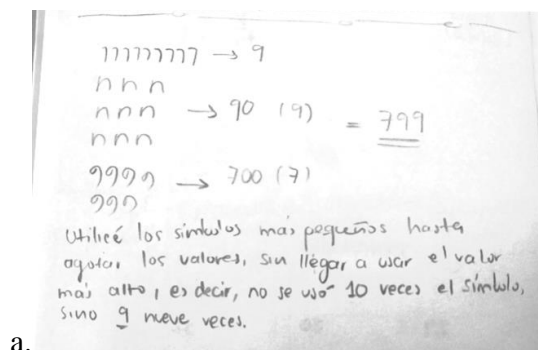 111111111 → 9
n n n
n n n → 90 (9) = 799
n n n
9999 → 700 (7)
999
Utilicé los símbolos más pequeños hasta
agotar los valores, sin llegar a usar el valor
más alto, es decir, no se usó 10 veces el símbolo,
sino 9 nueve veces.
a.